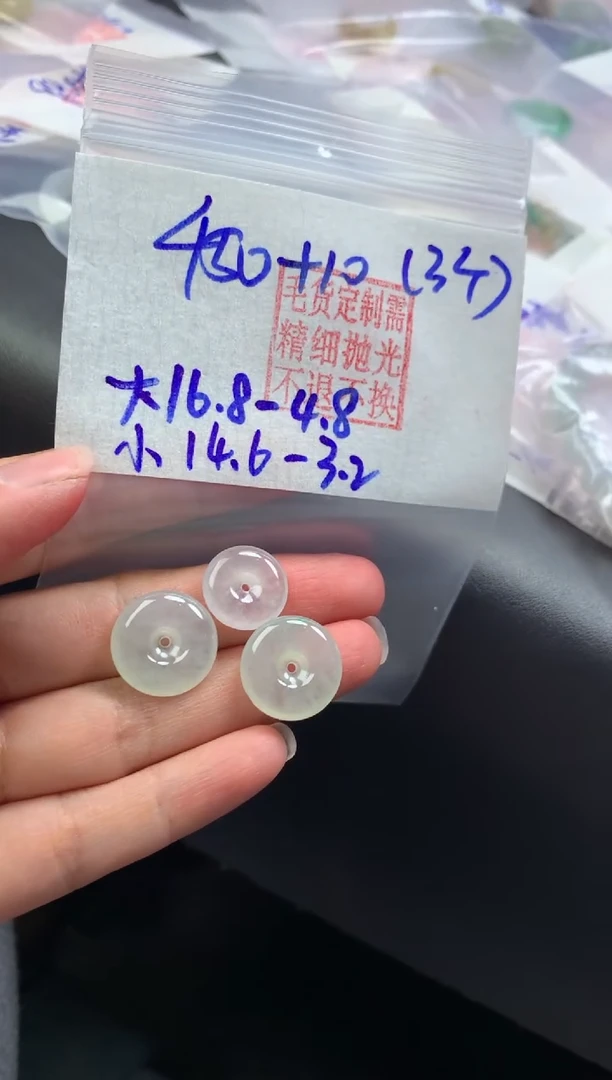 450+10 (3个)
毛货定制需
精细抛光
不退不换
大16.8-4.8
小14.6-3.2